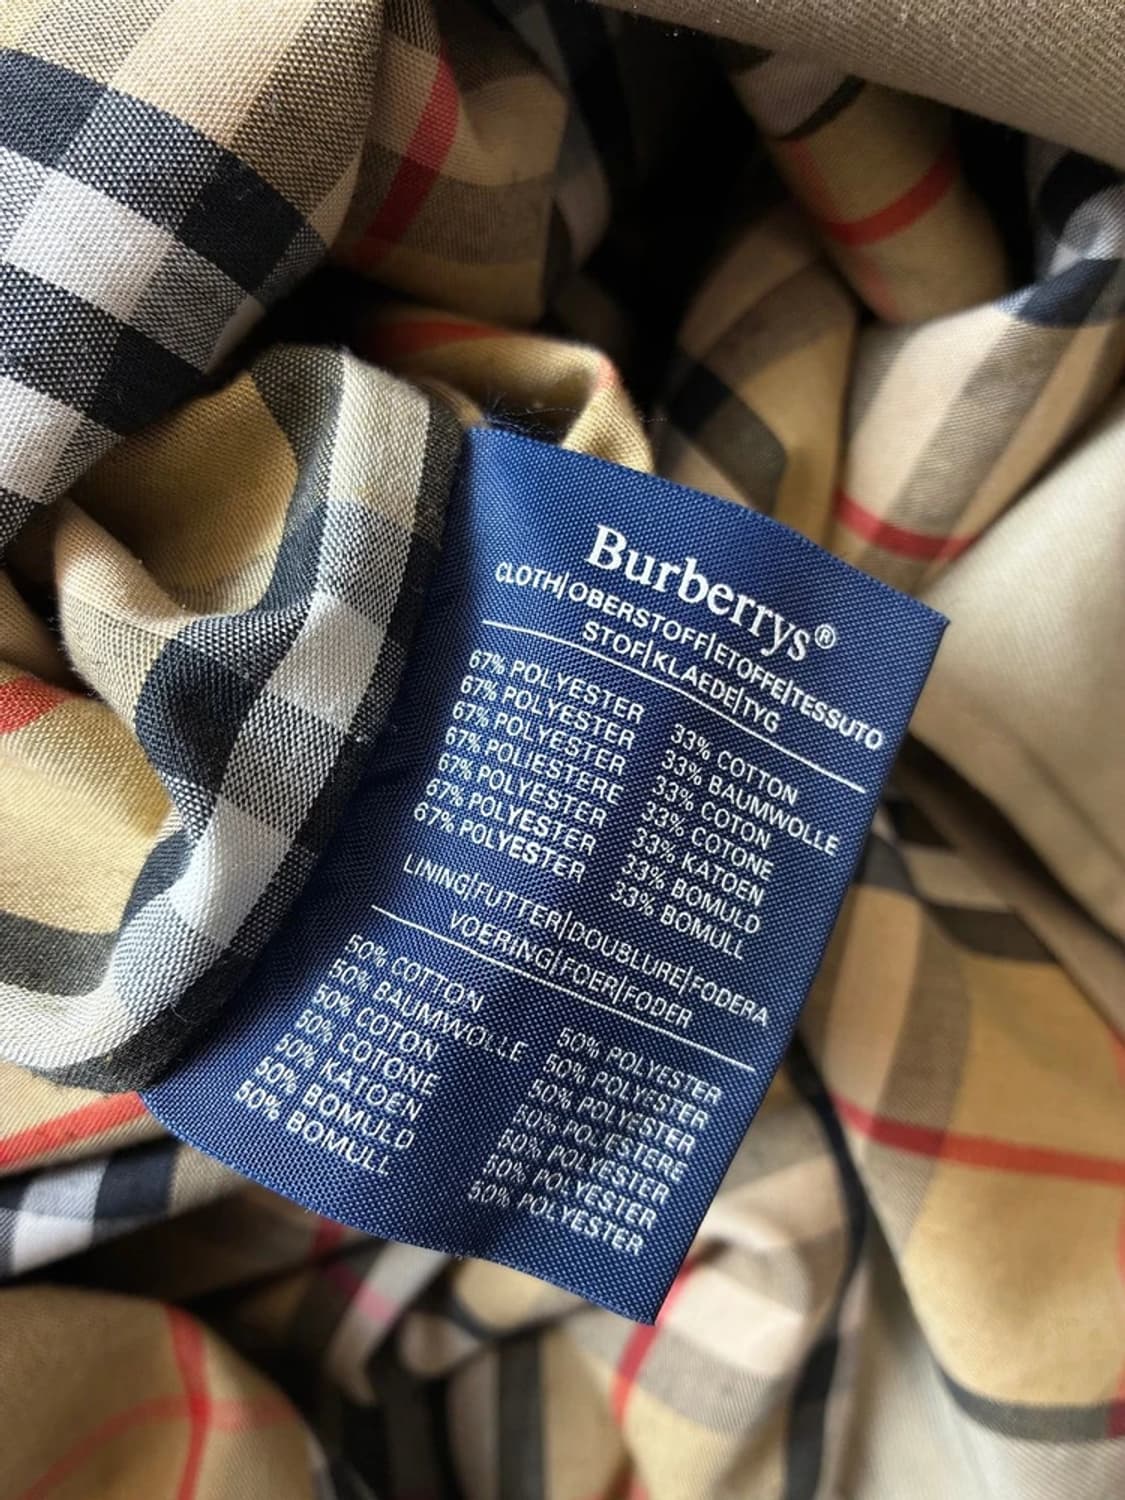 Burberrys®
CLOTH|OBERSTOFF|ETOFFE|TESSUTO
STOF|KLAEDE|TYG
67% POLYESTER 33% COTTON
67% POLYESTER 33% BAUMWOLLE
67% POLYESTER 33% COTON
67% POLIESTERE 33% COTONE
67% POLYESTER 33% KATOEN
67% POLYESTER 33% BOMULD
67% POLYESTER 33% BOMULL
LINING|FUTTER|DOUBLURE|FODERA
VOERING|FOER|FODER
50% COTTON 50% POLYESTER
50% BAUMWOLLE 50% POLYESTER
50% COTON 50% POLYESTER
50% COTONE 50% POLIESTERE
50% KATOEN 50% POLYESTER
50% BOMULD 50% POLYESTER
50% BOMULL 50% POLYESTER